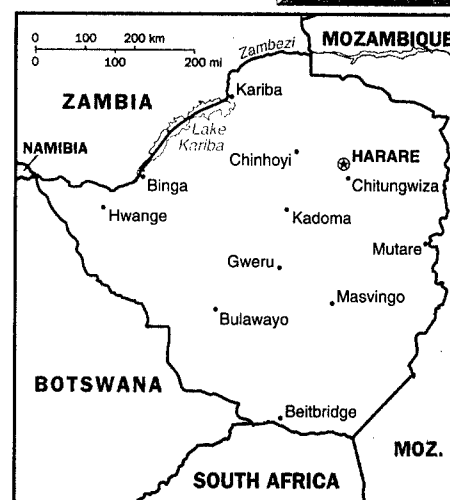 0 100 200 km
0 100 200 mi
Zambezi
MOZAMBIQUE
ZAMBIA
Kariba
Lake
Kariba
NAMIBIA
Chinhoyi
HARARE
Binga
Chitungwiza
Hwange
Kadoma
Mutare
Gweru
Masvingo
Bulawayo
BOTSWANA
Beitbridge
MOZ.
SOUTH AFRICA